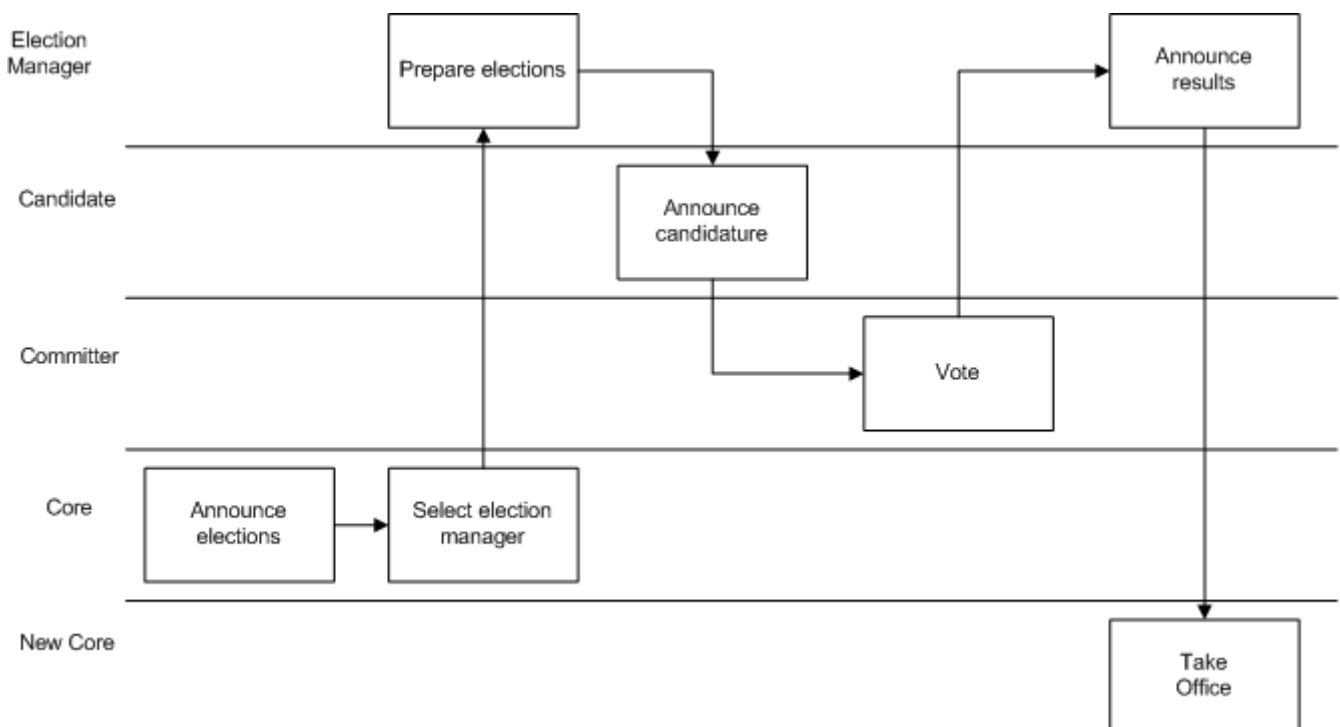 Election
Manager
Prepare elections
Announce
results
Candidate
Announce
candidature
Committer
Vote
Core
Announce
elections
Select election
manager
New Core
Take
Office